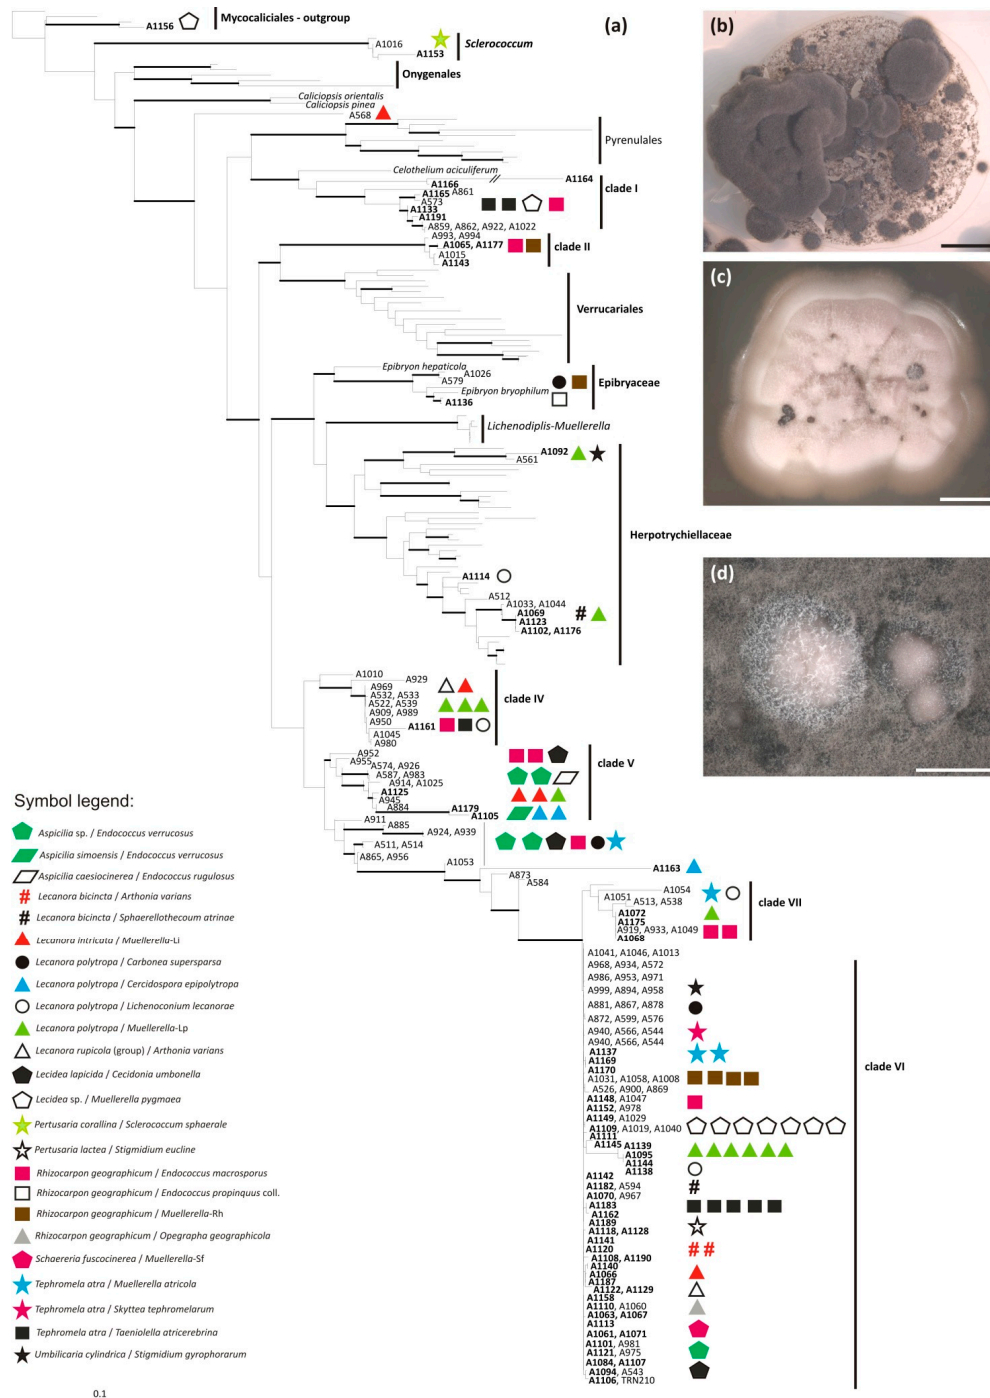 (a)
Mycocaliciales - outgroup
A1156
A1016
A1153
Sclerococcum
Onygenales
Caliciopsis orientalis
Caliciopsis pinea
A568
Pyrenulales
Celothelium aciculiferum
A1164
clade I
A1166
A1165, A861
A573
A1133
A1191
A859, A862, A922, A1022
A993, A994
A1065, A1177
clade II
A1015
A1143
Verrucariales
Epibryon hepaticola
A1026
A579
Epibryaceae
Epibryon bryophilum
A1136
Lichenodiplis-Muellerella
A1092
A561
Herpotrychiellaceae
A1114
A512
A1033, A1044
A1069
A1123
A1102, A1176
A1010
A929
A969
A532, A533
A522, A539
clade IV
A909, A989
A950
A1161
A1045
A980
A952
A955
A574, A926
A587, A983
clade V
A914, A1025
A1125
A945
A884
A1179
A1105
A911
A885
A924, A939
A511, A514
A865, A956
A1053
A1163
A873
A584
A1054
A1051
A513, A538
A1072
A1175
clade VII
A919, A933, A1049
A1068
A1041, A1046, A1013
A968, A934, A572
A986, A953, A971
A999, A894, A958
A881, A867, A878
A872, A599, A576
A940, A566, A544
A940, A566, A544
A1137
A1169
A1170
clade VI
A1031, A1058, A1008
A526, A900, A869
A1148, A1047
A1152, A978
A1149, A1029
A1109, A1019, A1040
A1111
A1145
A1139
A1095
A1144
A1138
A1142
A1182, A594
A1070, A967
A1183
A1162
A1189
A1118, A1128
A1141
A1120
A1108, A1190
A1140
A1066
A1187
A1122, A1129
A1158
A1110, A1060
A1063, A1067
A1113
A1061, A1071
A1101, A981
A1121, A975
A1084, A1107
A1094, A543
A1106, TRN210
Symbol legend:
Aspicilia sp. / Endococcus verrucosus
Aspicilia simoensis / Endococcus verrucosus
Aspicilia caesiocinerea / Endococcus rugulosus
Lecanora bicincta / Arthonia varians
Lecanora bicincta / Sphaerellothecoum atrinae
Lecanora intricata / Muellerella-Li
Lecanora polytropa / Carbonea supersparsa
Lecanora polytropa / Cercidospora epipolytropa
Lecanora polytropa / Lichenoconium lecanorae
Lecanora polytropa / Muellerella-Lp
Lecanora rupicola (group) / Arthonia varians
Lecidea lapicida / Cecidonia umbonella
Lecidea sp. / Muellerella pygmaea
Pertusaria corallina / Sclerococcum sphaerale
Pertusaria lactea / Stigmidium eucline
Rhizocarpon geographicum / Endococcus macrosporus
Rhizocarpon geographicum / Endococcus propinquus coll.
Rhizocarpon geographicum / Muellerella-Rh
Rhizocarpon geographicum / Opegrapha geographicola
Schaereria fuscocinerea / Muellerella-Sf
Tephromela atra / Muellerella atricola
Tephromela atra / Skyttea tephromelarum
Tephromela atra / Taeniolella atricerebrina
Umbilicaria cylindrica / Stigmidium gyrophorarum
0.1
(b)
(c)
(d)